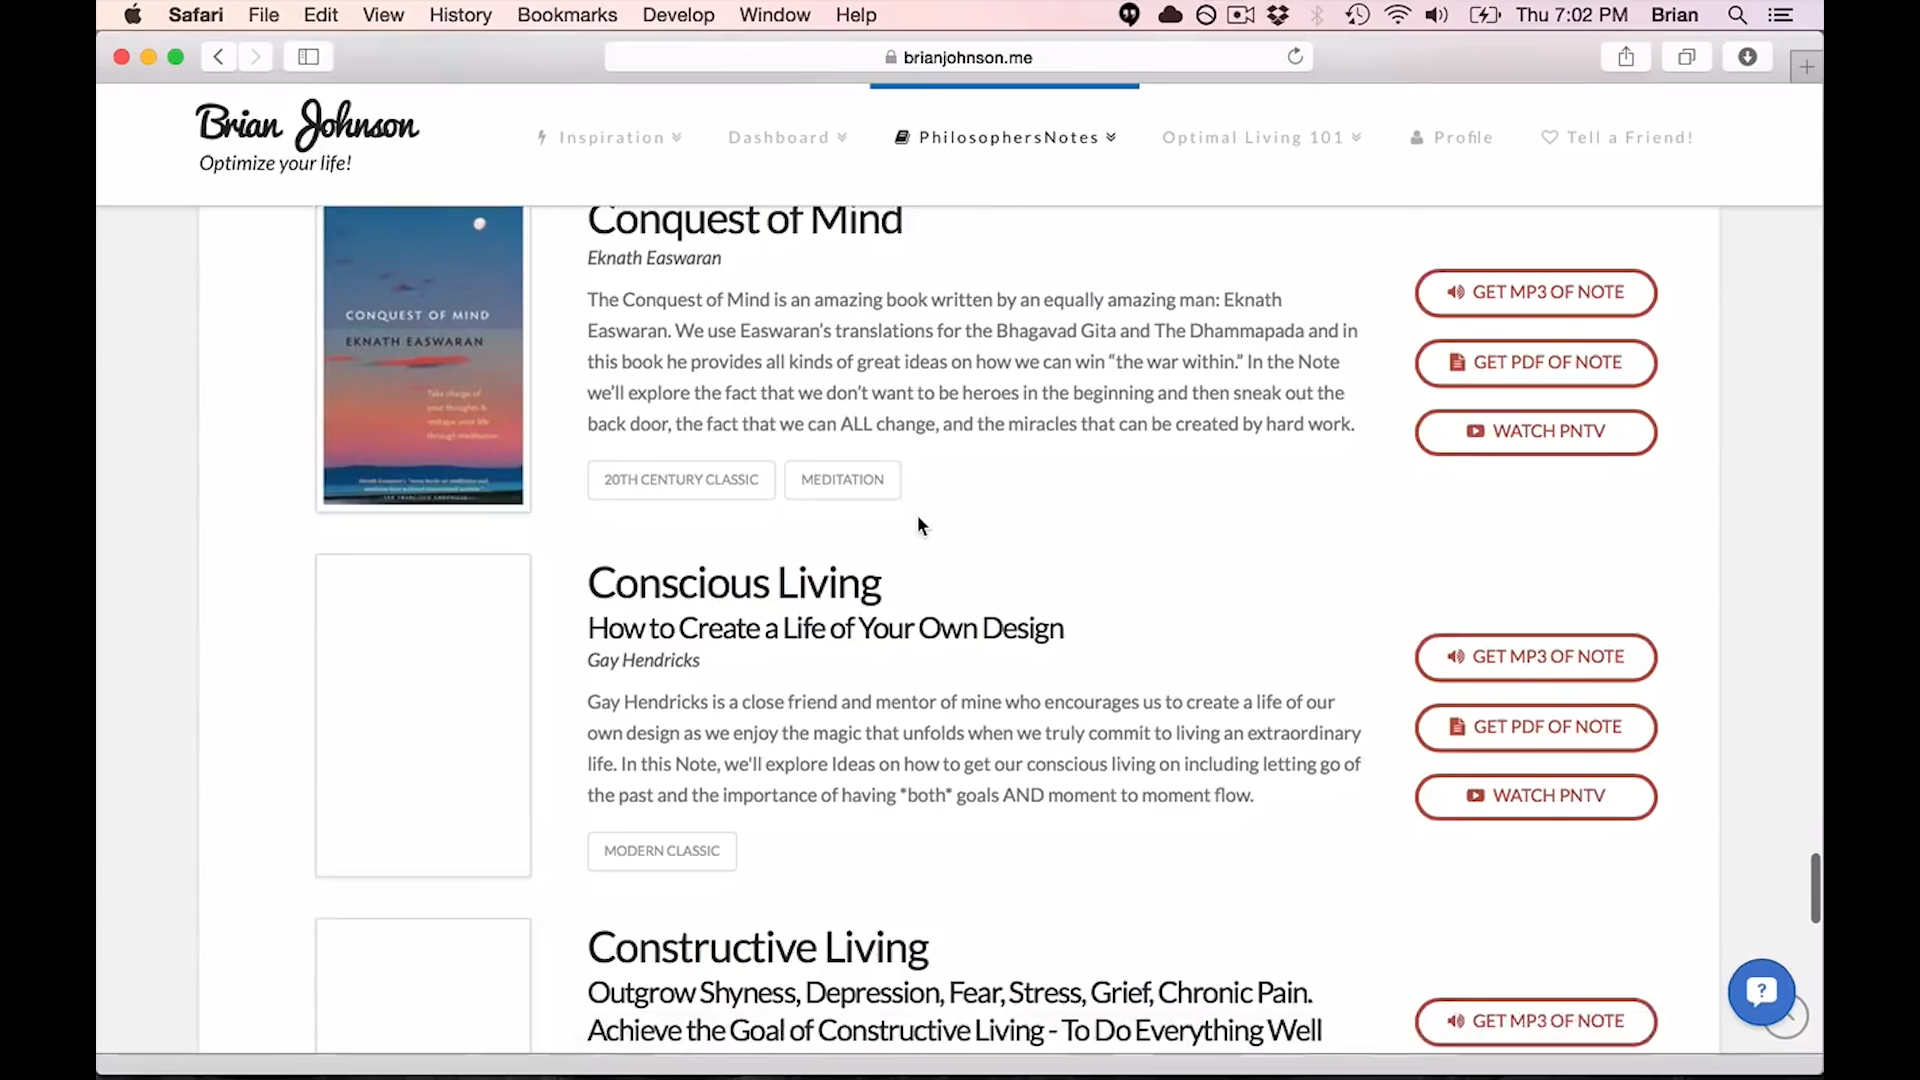 Safari File Edit View History Bookmarks Develop Window Help Thu 7:02 PM Brian
brianjohnson.me
Brian Johnson
Optimize your life!
Inspiration Dashboard PhilosophersNotes Optimal Living 101 Profile Tell a Friend!
CONQUEST OF MIND
EKNATH EASWARAN
Take charge of
your thoughts &
reshape your life
through meditation
Conquest of Mind
Eknath Easwaran
The Conquest of Mind is an amazing book written by an equally amazing man: Eknath
Easwaran. We use Easwaran’s translations for the Bhagavad Gita and The Dhammapada and in
this book he provides all kinds of great ideas on how we can win “the war within.” In the Note
we’ll explore the fact that we don’t want to be heroes in the beginning and then sneak out the
back door, the fact that we can ALL change, and the miracles that can be created by hard work.
20TH CENTURY CLASSIC MEDITATION
GET MP3 OF NOTE
GET PDF OF NOTE
WATCH PNTV
Conscious Living
How to Create a Life of Your Own Design
Gay Hendricks
Gay Hendricks is a close friend and mentor of mine who encourages us to create a life of our
own design as we enjoy the magic that unfolds when we truly commit to living an extraordinary
life. In this Note, we'll explore Ideas on how to get our conscious living on including letting go of
the past and the importance of having *both* goals AND moment to moment flow.
MODERN CLASSIC
GET MP3 OF NOTE
GET PDF OF NOTE
WATCH PNTV
Constructive Living
Outgrow Shyness, Depression, Fear, Stress, Grief, Chronic Pain.
Achieve the Goal of Constructive Living - To Do Everything Well
GET MP3 OF NOTE